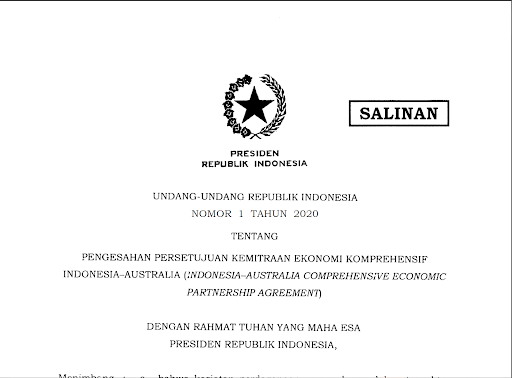 SALINAN
PRESIDEN
REPUBLIK INDONESIA
UNDANG-UNDANG REPUBLIK INDONESIA
NOMOR 1 TAHUN 2020
TENTANG
PENGESAHAN PERSETUJUAN KEMITRAAN EKONOMI KOMPREHENSIF
INDONESIA–AUSTRALIA (INDONESIA–AUSTRALIA COMPREHENSIVE ECONOMIC
PARTNERSHIP AGREEMENT)
DENGAN RAHMAT TUHAN YANG MAHA ESA
PRESIDEN REPUBLIK INDONESIA,